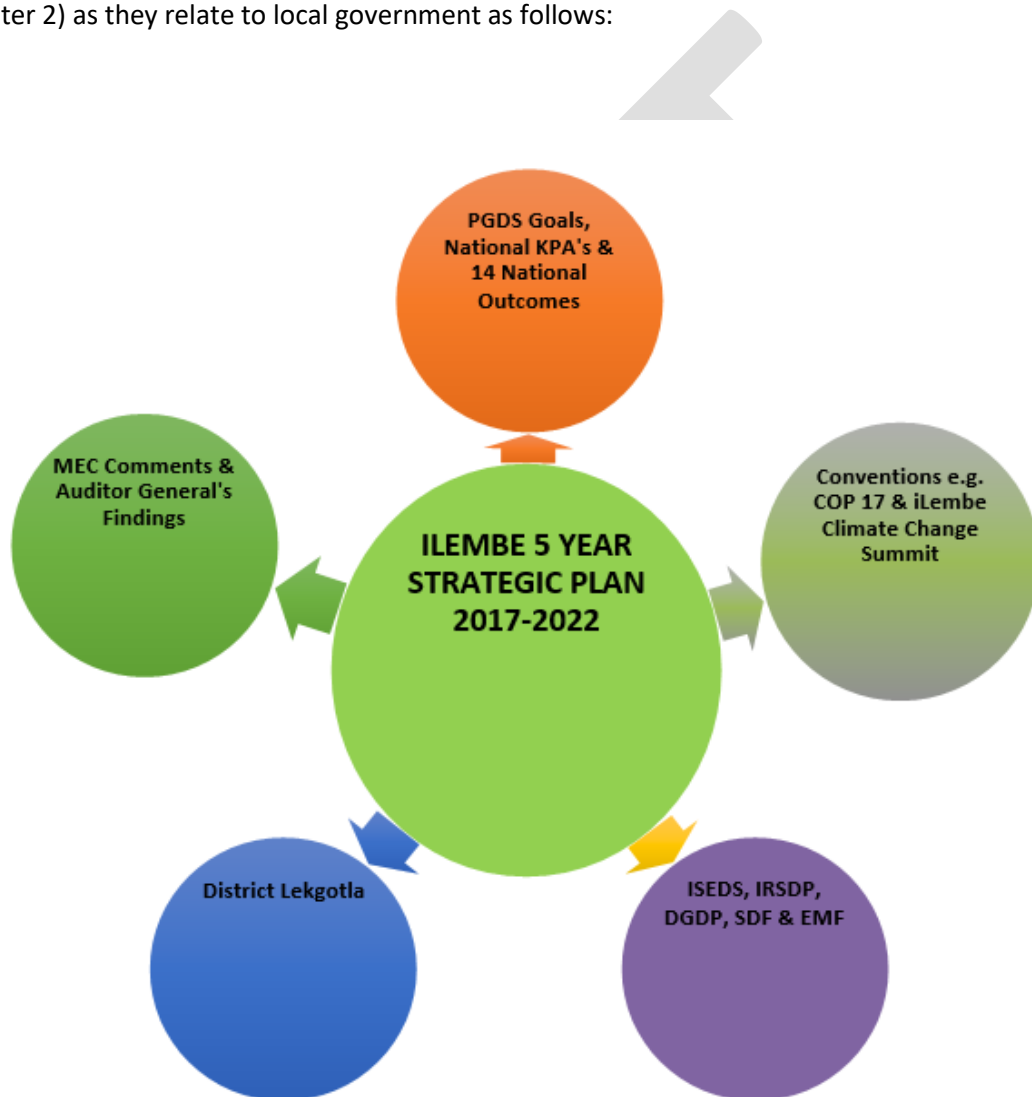 ter 2) as they relate to local government as follows:
PGDS Goals,
National KPA's &
14 National
Outcomes
MEC Comments &
Auditor General's
Findings
Conventions e.g.
COP 17 & iLembe
Climate Change
Summit
ILEMBE 5 YEAR
STRATEGIC PLAN
2017-2022
District Lekgotla
ISEDS, IRSDP,
DGDP, SDF & EMF